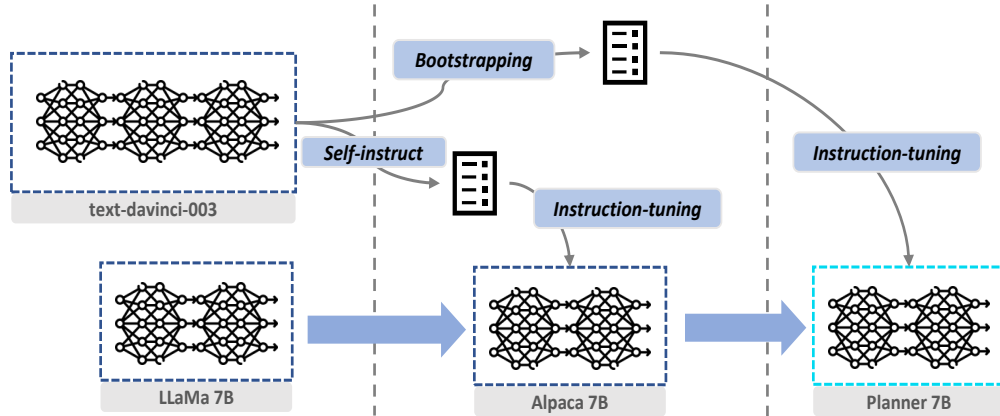 Bootstrapping
Self-instruct
Instruction-tuning
Instruction-tuning
text-davinci-003
LLaMa 7B
Alpaca 7B
Planner 7B